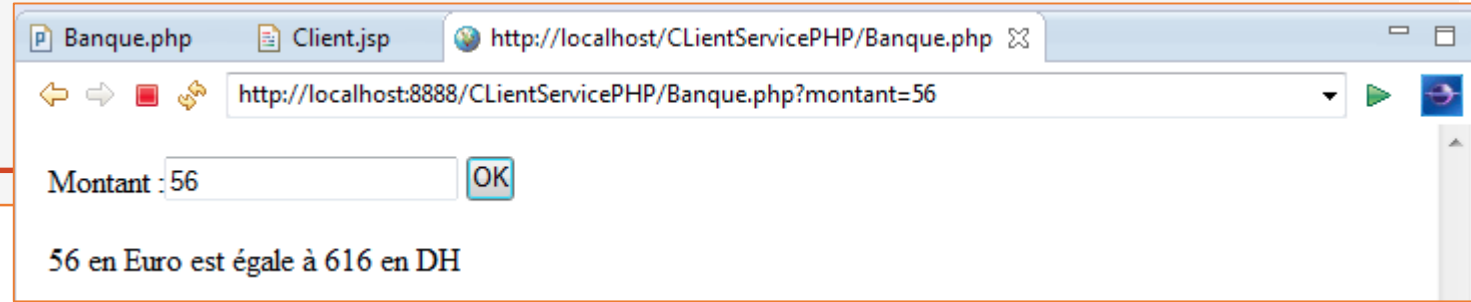 Banque.php Client.jsp http://localhost/CLientServicePHP/Banque.php
http://localhost:8888/CLientServicePHP/Banque.php?montant=56
Montant : 56 OK
56 en Euro est égale à 616 en DH